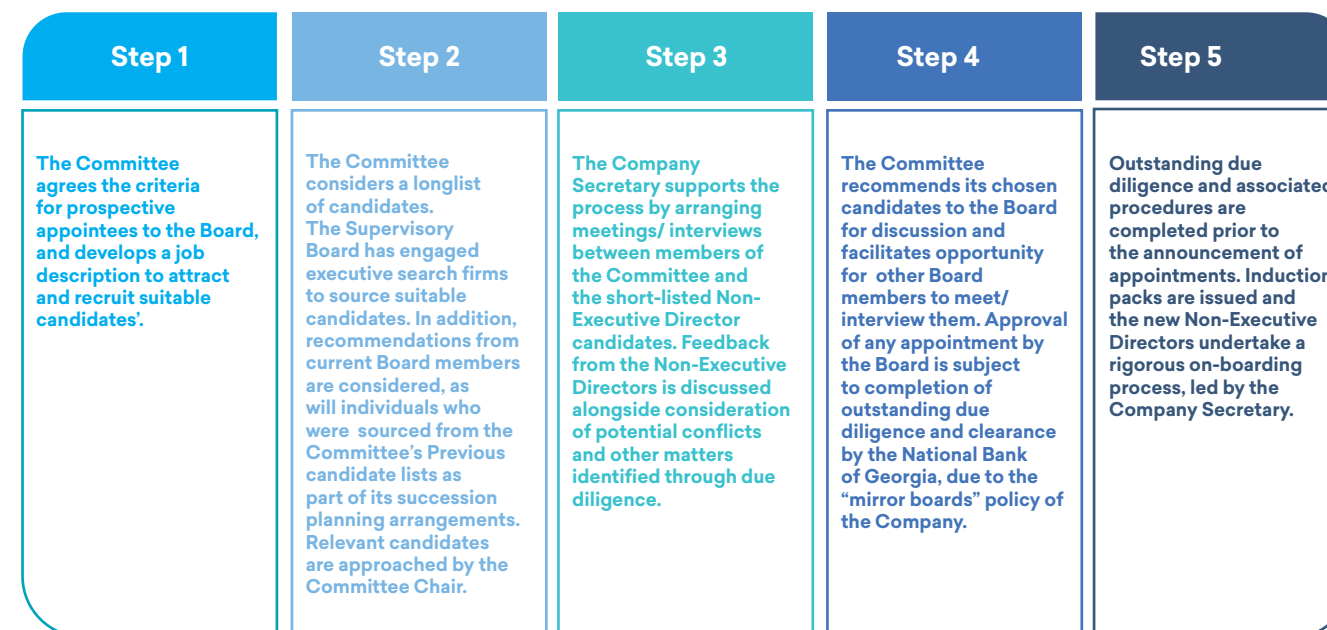 Step 1
The Committee
agrees the criteria
for prospective
appointees to the Board,
and develops a job
description to attract
and recruit suitable
candidates’.
Step 2
The Committee
considers a longlist
of candidates.
The Supervisory
Board has engaged
executive search firms
to source suitable
candidates. In addition,
recommendations from
current Board members
are considered, as
will individuals who
were sourced from the
Committee’s Previous
candidate lists as
part of its succession
planning arrangements.
Relevant candidates
are approached by the
Committee Chair.
Step 3
The Company
Secretary supports the
process by arranging
meetings/ interviews
between members of
the Committee and
the short-listed Non-
Executive Director
candidates. Feedback
from the Non-Executive
Directors is discussed
alongside consideration
of potential conflicts
and other matters
identified through due
diligence.
Step 4
The Committee
recommends its chosen
candidates to the Board
for discussion and
facilitates opportunity
for other Board
members to meet/
interview them. Approval
of any appointment by
the Board is subject
to completion of
outstanding due
diligence and clearance
by the National Bank
of Georgia, due to the
“mirror boards” policy of
the Company.
Step 5
Outstanding due
diligence and associated
procedures are
completed prior to
the announcement of
appointments. Induction
packs are issued and
the new Non-Executive
Directors undertake a
rigorous on-boarding
process, led by the
Company Secretary.